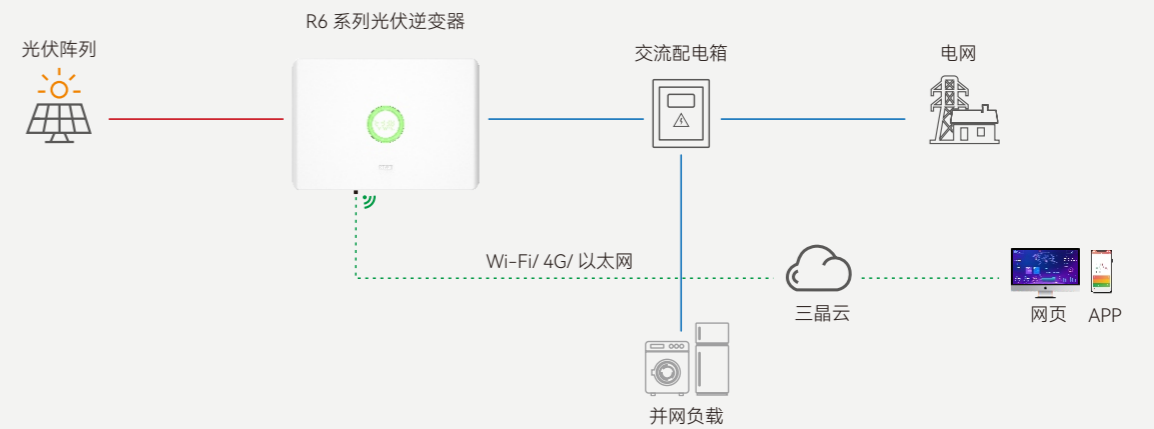 R6 系列光伏逆变器
光伏阵列
交流配电箱
电网
Wi-Fi/ 4G/ 以太网
三晶云
网页
APP
并网负载